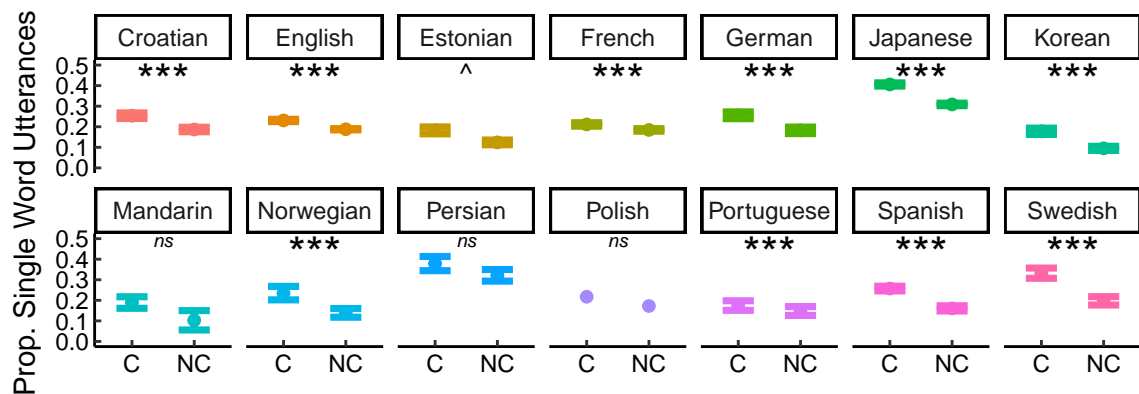 Prop. Single Word Utterances
Croatian English Estonian French German Japanese Korean
*** *** ^ *** *** *** ***
0.5
0.4
0.3
0.2
0.1
0.0
Mandarin Norwegian Persian Polish Portuguese Spanish Swedish
ns *** ns ns *** *** ***
0.5
0.4
0.3
0.2
0.1
0.0
C NC C NC C NC C NC C NC C NC C NC